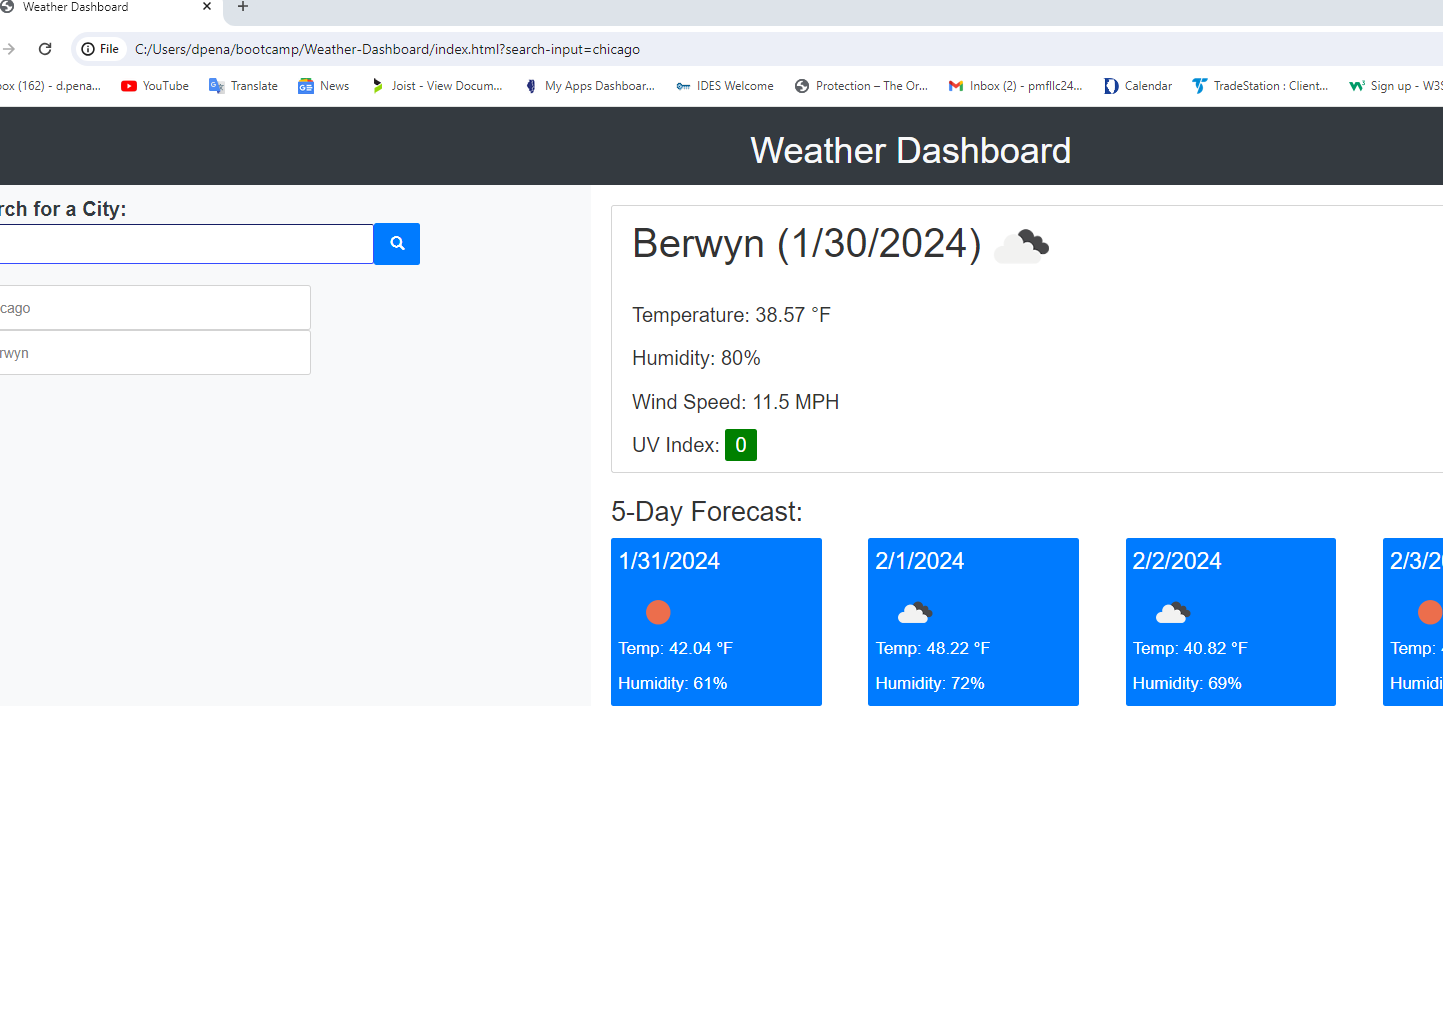 Weather Dashboard
File C:/Users/dpena/bootcamp/Weather-Dashboard/index.html?search-input=chicago
box (162) - d.pena... YouTube Translate News Joist - View Docum... My Apps Dashboar... IDES Welcome Protection – The Or... Inbox (2) - pmfllc24... Calendar TradeStation : Client... Sign up - W3S
Weather Dashboard
rch for a City:
cago
rwyn
Berwyn (1/30/2024)
Temperature: 38.57 °F
Humidity: 80%
Wind Speed: 11.5 MPH
UV Index: 0
5-Day Forecast:
1/31/2024
Temp: 42.04 °F
Humidity: 61%
2/1/2024
Temp: 48.22 °F
Humidity: 72%
2/2/2024
Temp: 40.82 °F
Humidity: 69%
2/3/2
Temp:
Humidi